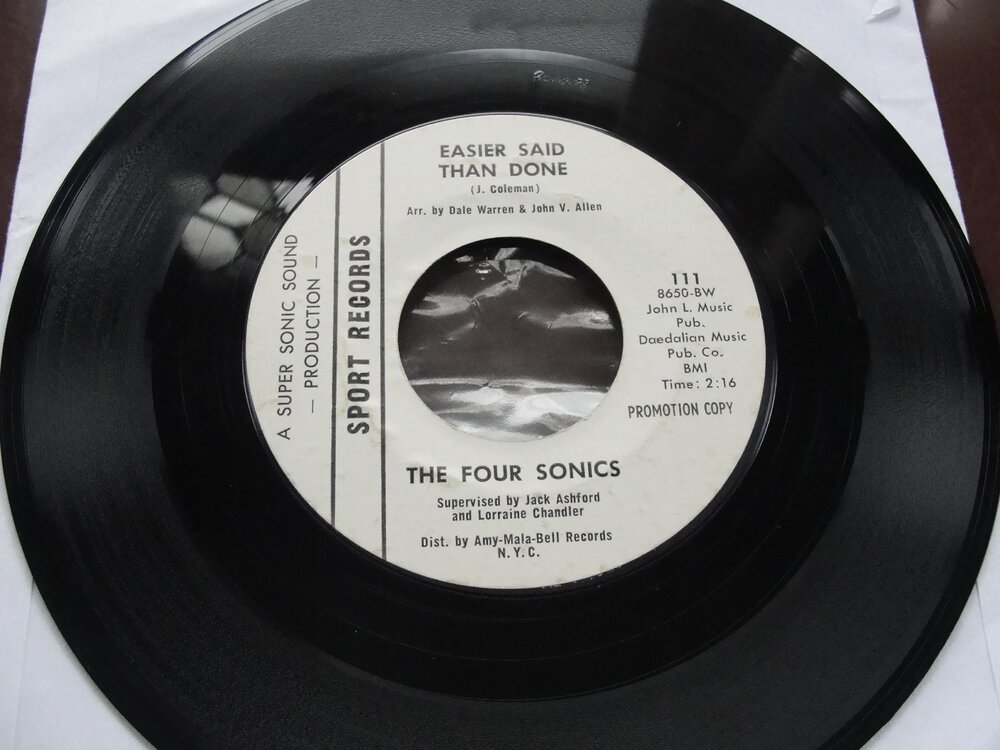 EASIER SAID
THAN DONE
(J. Coleman)
Arr. by Dale Warren & John V. Allen
A SUPER SONIC SOUND
— PRODUCTION —
SPORT RECORDS
111
8650-BW
John L. Music
Pub.
Daedalian Music
Pub. Co.
BMI
Time: 2:16
PROMOTION COPY
THE FOUR SONICS
Supervised by Jack Ashford
and Lorraine Chandler
Dist. by Amy-Mala-Bell Records
N.Y.C.